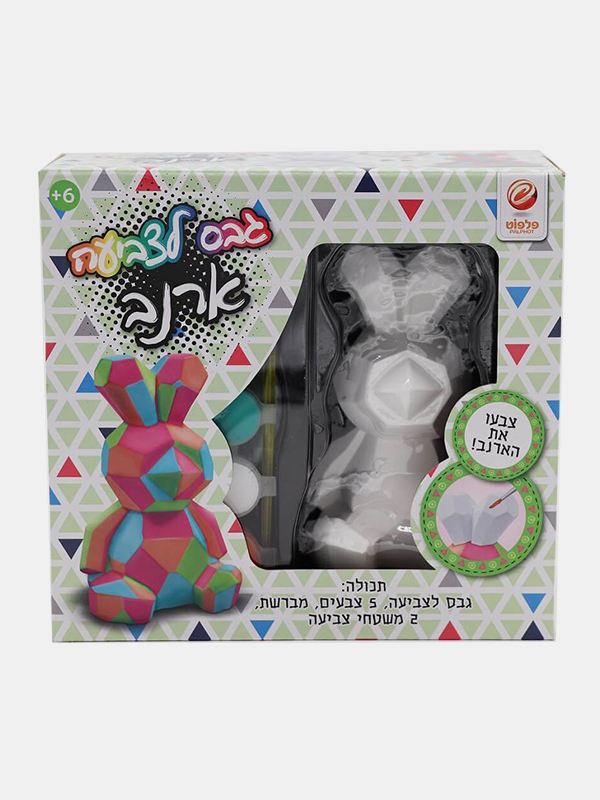 +6
גבס לצביעה
ארנב
פלפוט
PALPHOT
צבעו
את
הארנב!
תכולה:
גבס לצביעה, 5 צבעים, מברשת,
2 משטחי צביעה